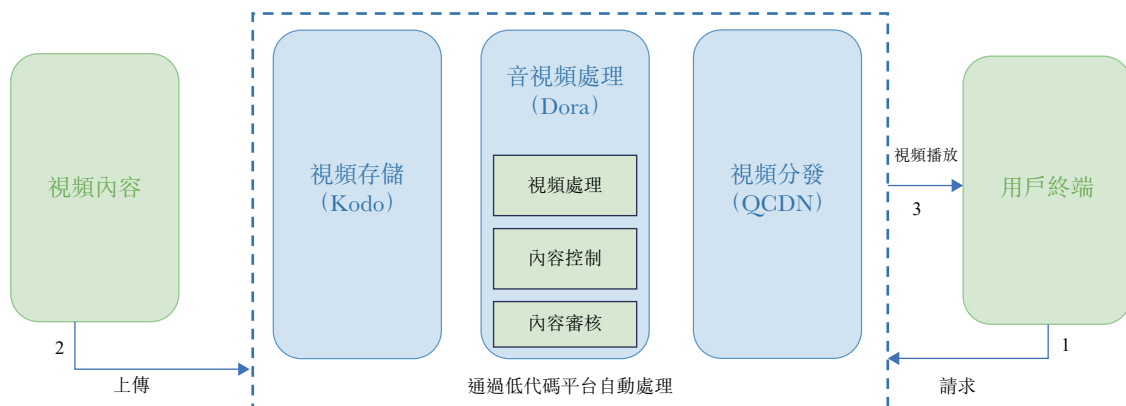 視頻內容
2
上傳
視頻存儲
（Kodo）
音視頻處理
（Dora）
視頻處理
內容控制
內容審核
視頻分發
（QCDN）
通過低代碼平台自動處理
視頻播放
3
用戶終端
1
請求